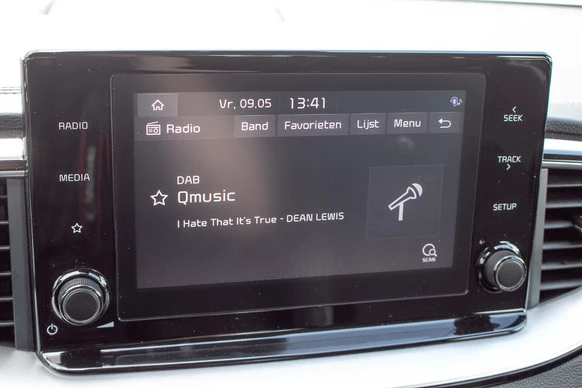 Vr. 09.05 13:41
RADIO
MEDIA
Radio Band Favorieten Lijst Menu
DAB
Qmusic
I Hate That It's True - DEAN LEWIS
SCAN
SEEK
TRACK
SETUP